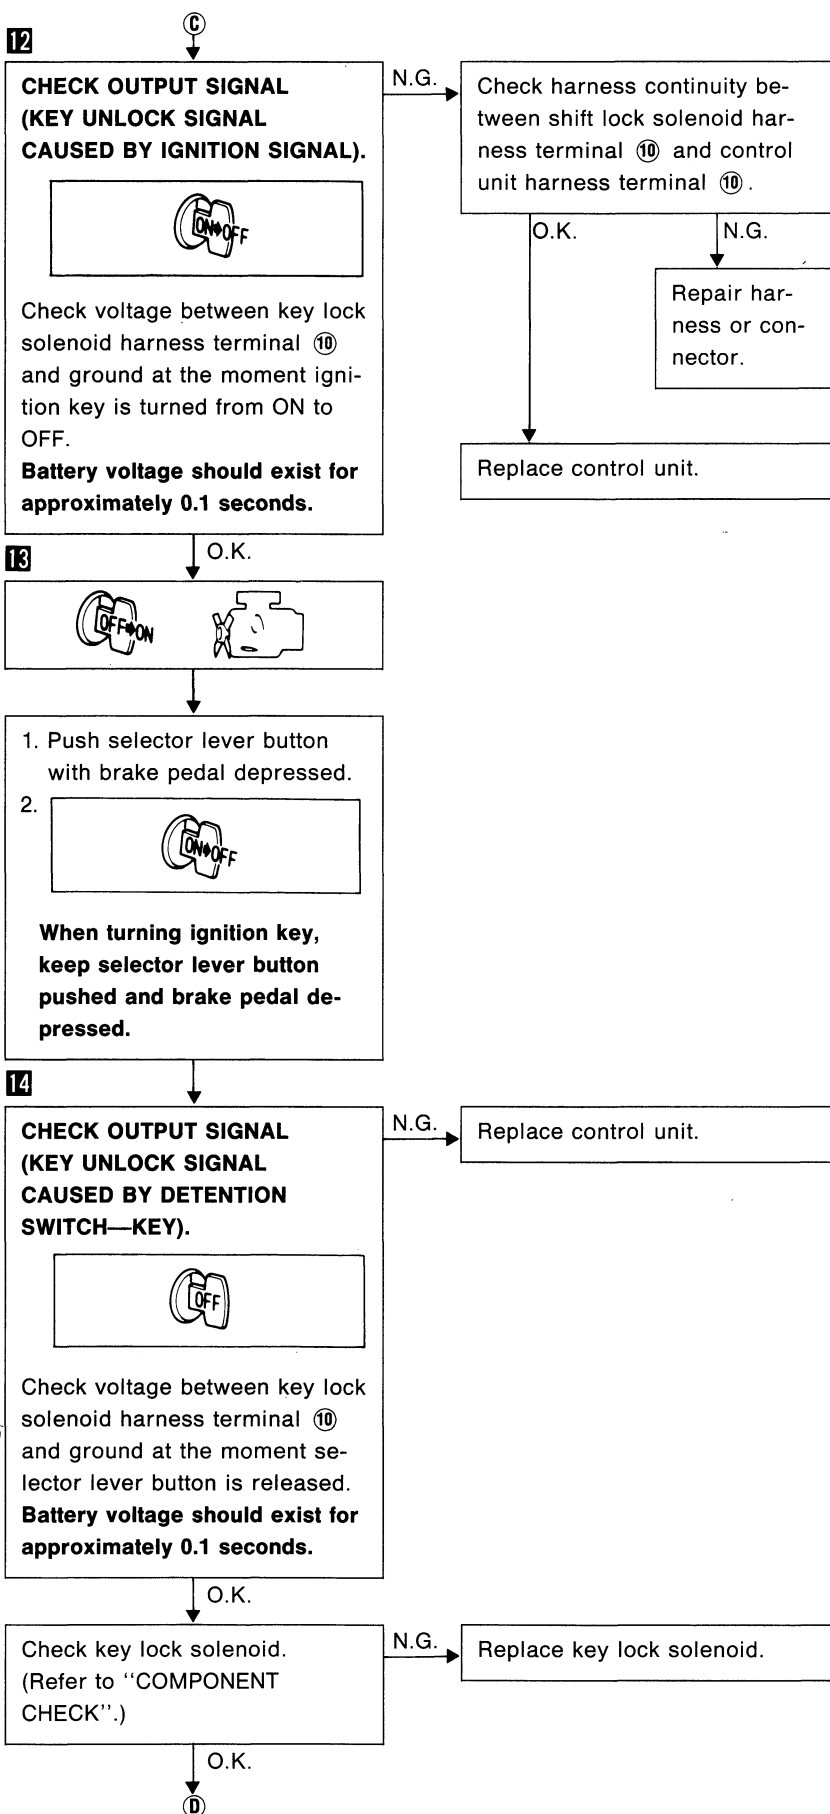 Ⓒ
12
CHECK OUTPUT SIGNAL
(KEY UNLOCK SIGNAL
CAUSED BY IGNITION SIGNAL).
ON➡OFF
Check voltage between key lock
solenoid harness terminal ⑩
and ground at the moment igni-
tion key is turned from ON to
OFF.
Battery voltage should exist for
approximately 0.1 seconds.
N.G.
Check harness continuity be-
tween shift lock solenoid har-
ness terminal ⑩ and control
unit harness terminal ⑩.
O.K.
N.G.
Repair har-
ness or con-
nector.
Replace control unit.
O.K.
13
OFF➡ON
1. Push selector lever button
with brake pedal depressed.
2.
ON➡OFF
When turning ignition key,
keep selector lever button
pushed and brake pedal de-
pressed.
14
CHECK OUTPUT SIGNAL
(KEY UNLOCK SIGNAL
CAUSED BY DETENTION
SWITCH—KEY).
OFF
Check voltage between key lock
solenoid harness terminal ⑩
and ground at the moment se-
lector lever button is released.
Battery voltage should exist for
approximately 0.1 seconds.
N.G.
Replace control unit.
O.K.
Check key lock solenoid.
(Refer to ‘‘COMPONENT
CHECK’’.)
N.G.
Replace key lock solenoid.
O.K.
Ⓓ